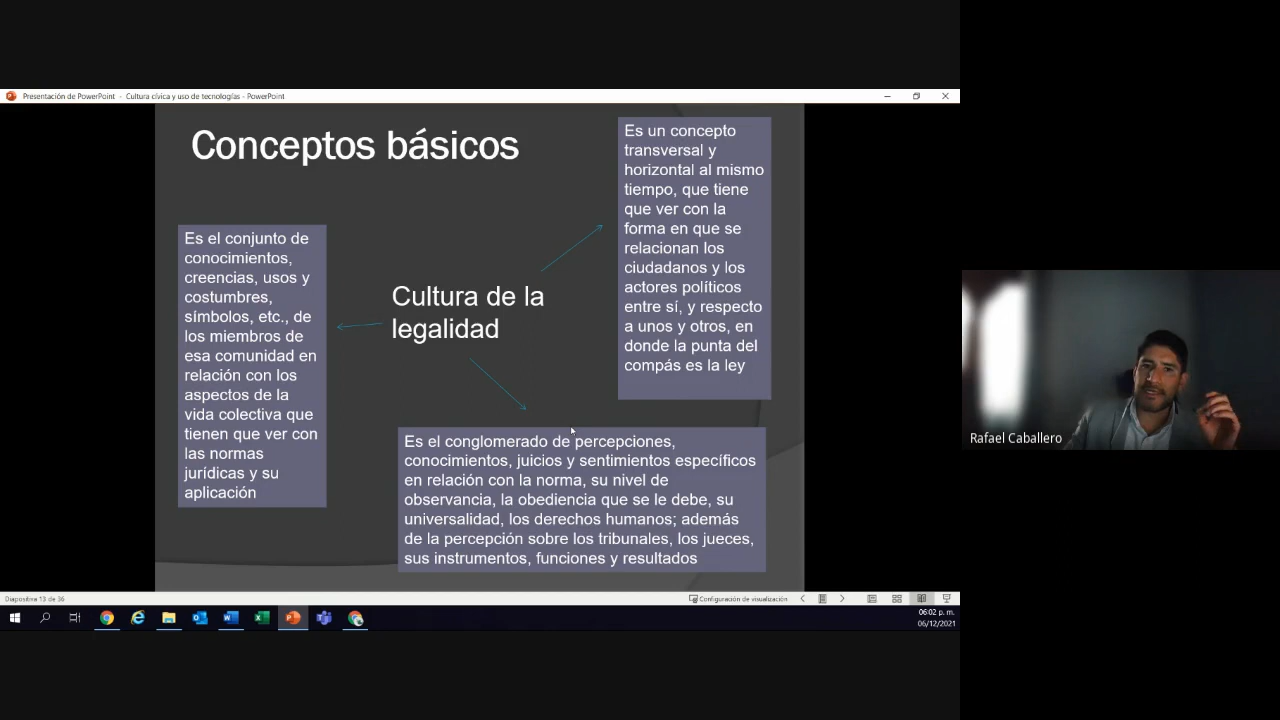 Presentación de PowerPoint - Cultura cívica y uso de tecnologías - PowerPoint
Conceptos básicos
Es un concepto
transversal y
horizontal al mismo
tiempo, que tiene
que ver con la
forma en que se
relacionan los
ciudadanos y los
actores políticos
entre sí, y respecto
a unos y otros, en
donde la punta del
compás es la ley
Es el conjunto de
conocimientos,
creencias, usos y
costumbres,
símbolos, etc., de
los miembros de
esa comunidad en
relación con los
aspectos de la
vida colectiva que
tienen que ver con
las normas
jurídicas y su
aplicación
Cultura de la
legalidad
Es el conglomerado de percepciones,
conocimientos, juicios y sentimientos específicos
en relación con la norma, su nivel de
observancia, la obediencia que se le debe, su
universalidad, los derechos humanos; además
de la percepción sobre los tribunales, los jueces,
sus instrumentos, funciones y resultados
Rafael Caballero
Diapositiva 13 de 36
Configuración de visualización
06:02 p. m.
06/12/2021